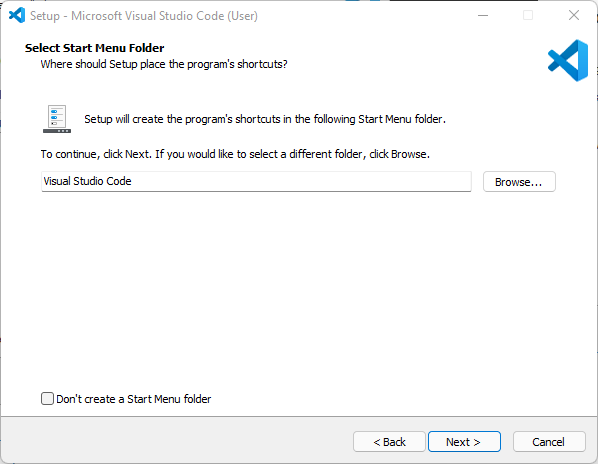 Setup - Microsoft Visual Studio Code (User)
Select Start Menu Folder
Where should Setup place the program's shortcuts?
Setup will create the program's shortcuts in the following Start Menu folder.
To continue, click Next. If you would like to select a different folder, click Browse.
Visual Studio Code
Browse...
Don't create a Start Menu folder
< Back
Next >
Cancel